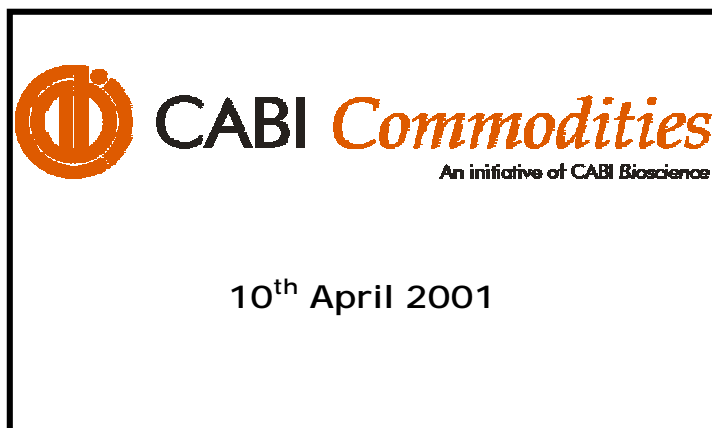 CABI Commodities
An initiative of CABI Bioscience
10th April 2001